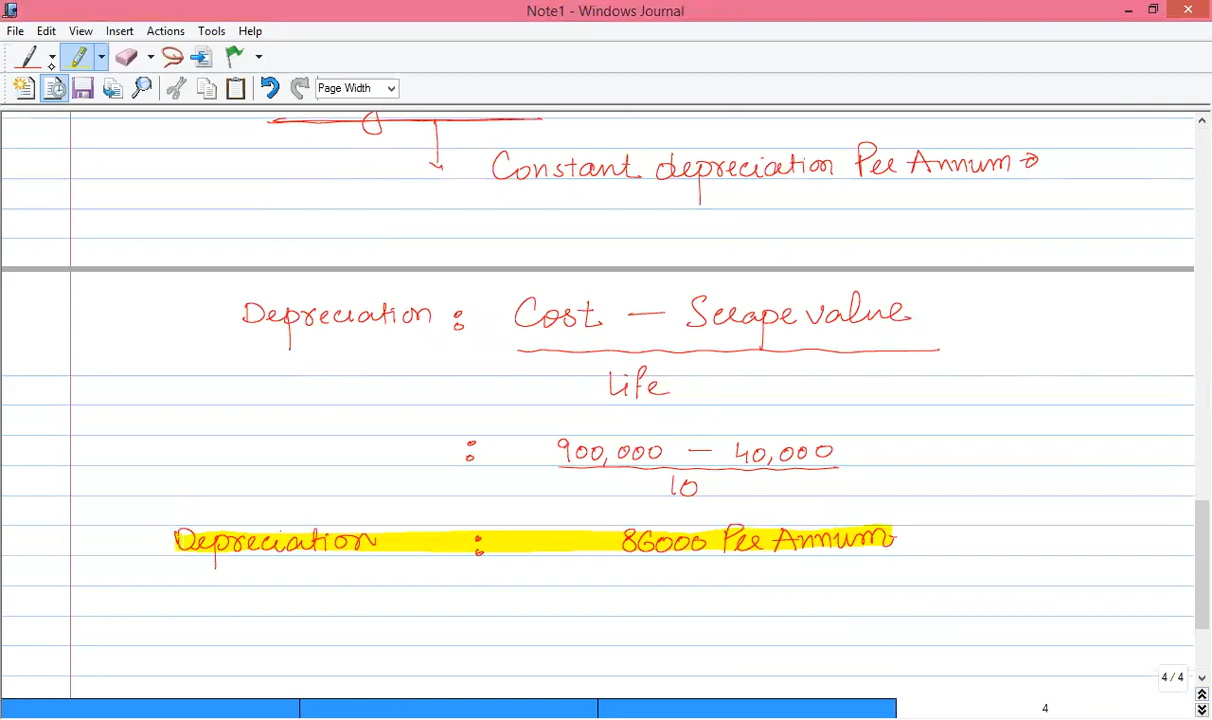 Note1 - Windows Journal
File Edit View Insert Actions Tools Help
Page Width
Constant depreciation Per Annum
Depreciation : Cost — Scrape value
Life
: 900,000 — 40,000
10
Depreciation : 86000 Per Annum
4 / 4
4